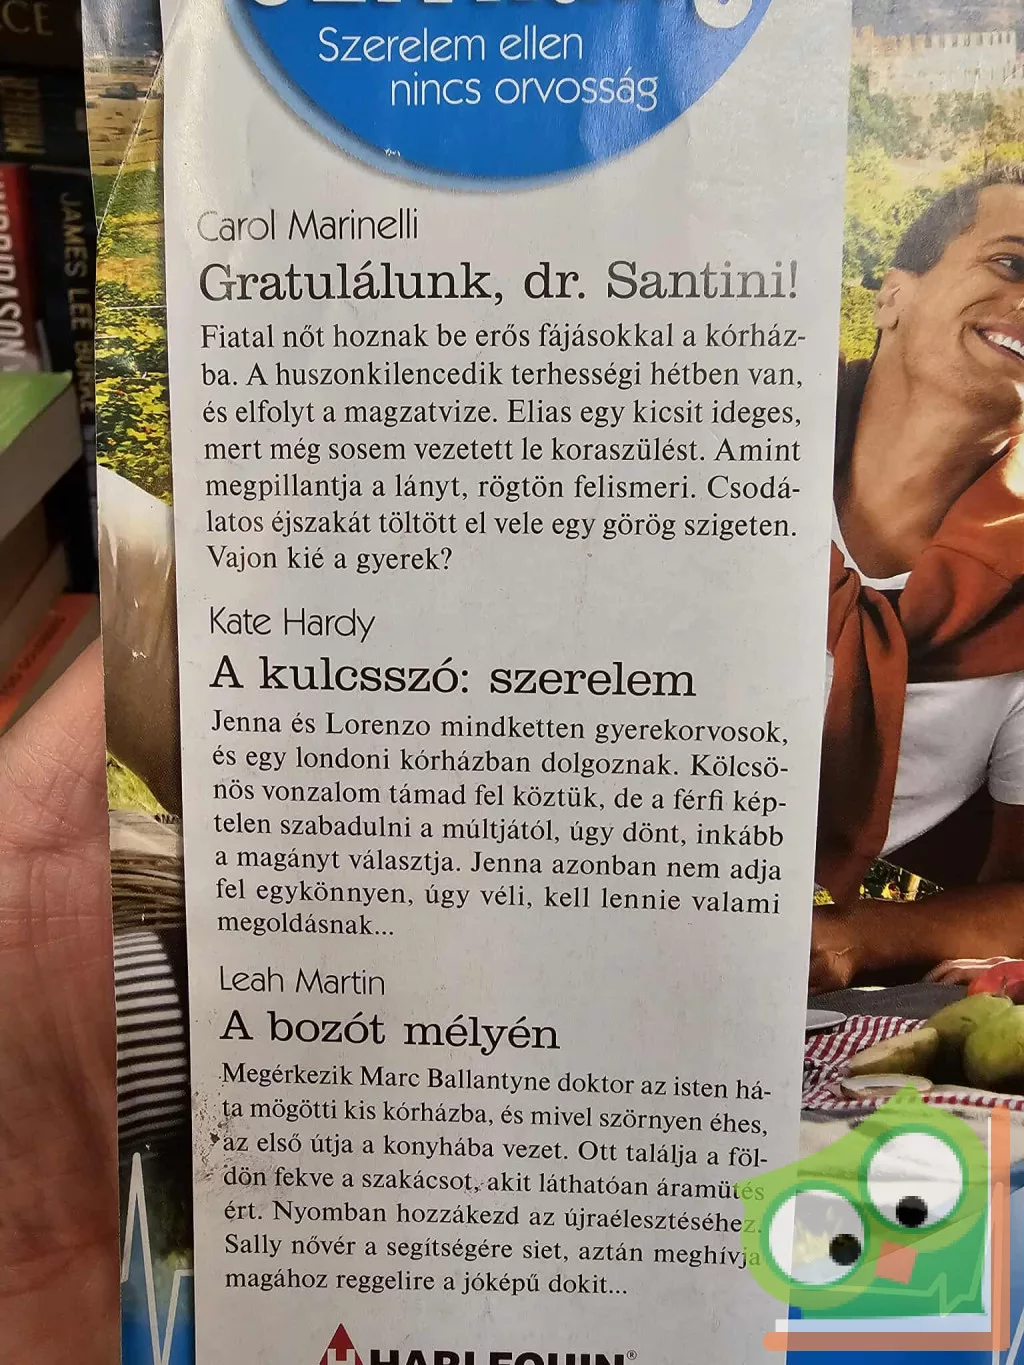 Szerelem ellen
nincs orvosság
Carol Marinelli
Gratulálunk, dr. Santini!
Fiatal nőt hoznak be erős fájásokkal a kórház-
ba. A huszonkilencedik terhességi hétben van,
és elfolyt a magzatvize. Elias egy kicsit ideges,
mert még sosem vezetett le koraszülést. Amint
megpillantja a lányt, rögtön felismeri. Csodá-
latos éjszakát töltött el vele egy görög szigeten.
Vajon kié a gyerek?
Kate Hardy
A kulcsszó: szerelem
Jenna és Lorenzo mindketten gyerekorvosok,
és egy londoni kórházban dolgoznak. Kölcsö-
nös vonzalom támad fel köztük, de a férfi kép-
telen szabadulni a múltjától, úgy dönt, inkább
a magányt választja. Jenna azonban nem adja
fel egykönnyen, úgy véli, kell lennie valami
megoldásnak...
Leah Martin
A bozót mélyén
Megérkezik Marc Ballantyne doktor az isten há-
ta mögötti kis kórházba, és mivel szörnyen éhes,
az első útja a konyhába vezet. Ott találja a föl-
dön fekve a szakácsot, akit láthatóan áramütés
ért. Nyomban hozzákezd az újraélesztéséhez.
Sally nővér a segítségére siet, aztán meghívja
magához reggelire a jóképű dokit...
HARLEQUIN®
JAMES LEE BURKE